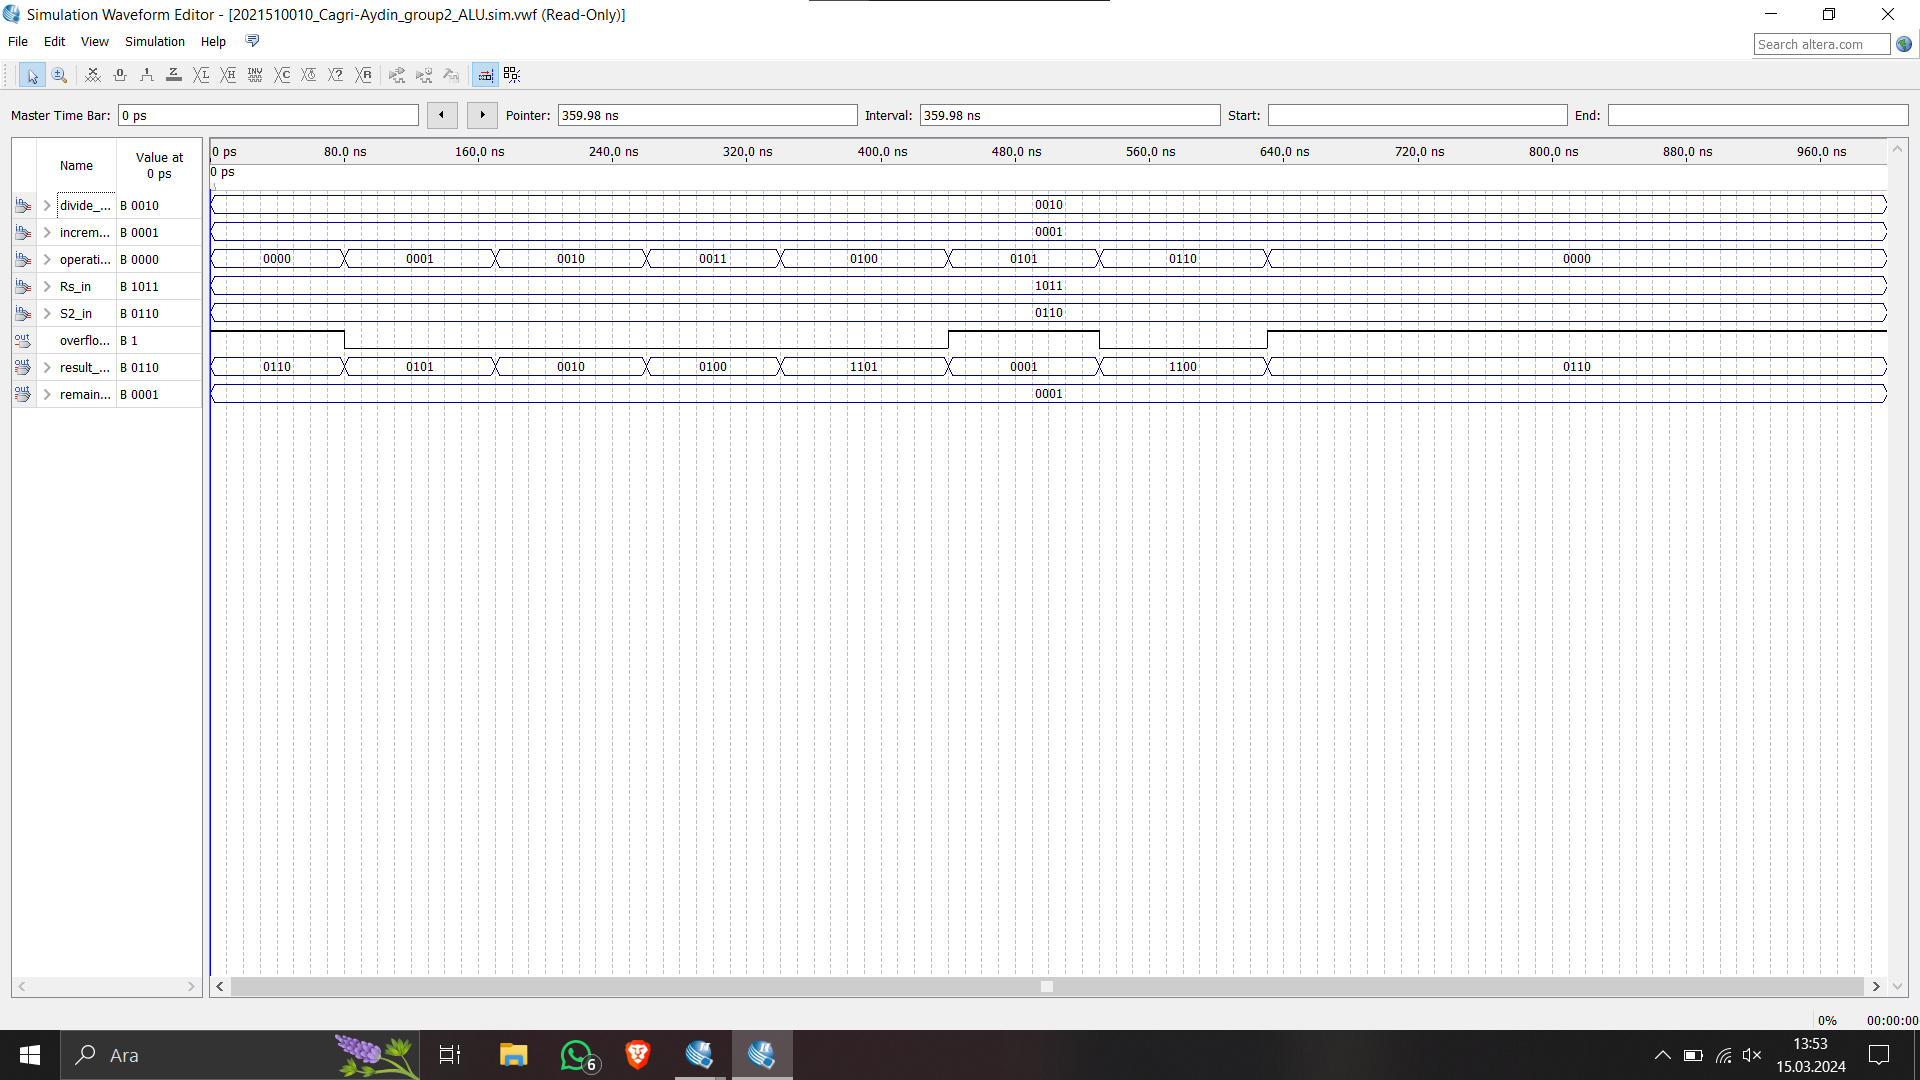 Simulation Waveform Editor - [2021510010_Cagri-Aydin_group2_ALU.sim.vwf (Read-Only)]
File Edit View Simulation Help
Search altera.com
Master Time Bar: 0 ps Pointer: 359.98 ns Interval: 359.98 ns Start: End:
Name Value at 0 ps
0 ps 80.0 ns 160.0 ns 240.0 ns 320.0 ns 400.0 ns 480.0 ns 560.0 ns 640.0 ns 720.0 ns 800.0 ns 880.0 ns 960.0 ns
0 ps
divide_... B 0010 0010
increm... B 0001 0001
operati... B 0000 0000 0001 0010 0011 0100 0101 0110 0000
Rs_in B 1011 1011
S2_in B 0110 0110
overflo... B 1
result_... B 0110 0110 0101 0010 0100 1101 0001 1100 0110
remain... B 0001 0001
0% 00:00:00
Ara
6
13:53
15.03.2024